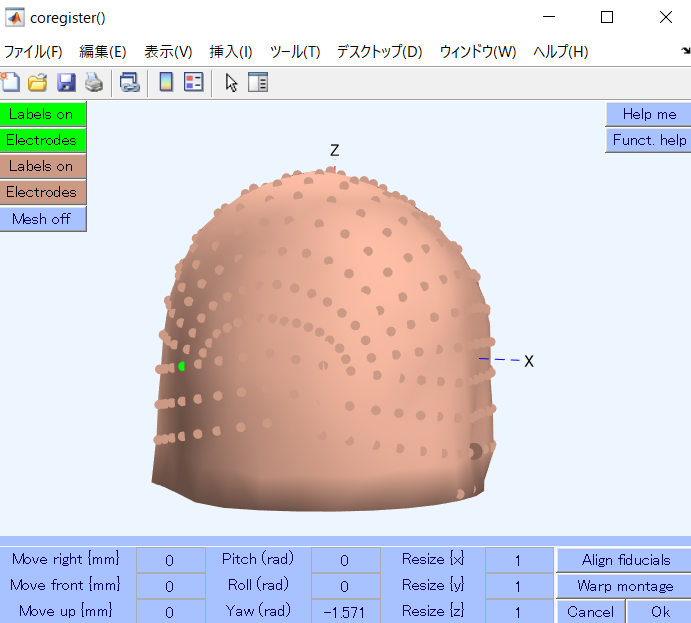 coregister()
ファイル(F) 編集(E) 表示(V) 挿入(I) ツール(T) デスクトップ(D) ウィンドウ(W) ヘルプ(H)
Labels on
Electrodes
Labels on
Electrodes
Mesh off
Help me
Funct. help
Z
X
Move right {mm} 0 Pitch (rad) 0 Resize {x} 1 Align fiducials
Move front {mm} 0 Roll (rad) 0 Resize {y} 1 Warp montage
Move up {mm} 0 Yaw (rad) -1.571 Resize {z} 1 Cancel Ok